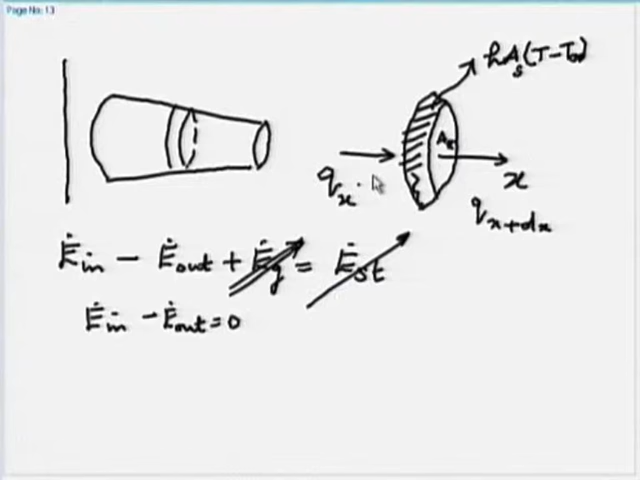 Page No: 13
hA_s(T-T∞)
A_x
x
q_x
q_{x+dx}
Ė_in - Ė_out + Ė_g = Ė_st
Ė_in - Ė_out = 0